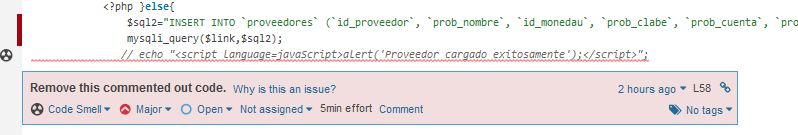 <?php }else{
$sql2="INSERT INTO `proveedores` (`id_proveedor`, `prob_nombre`, `id_monedau`, `prob_clabe`, `prob_cuenta`, `pro
mysqli_query($link,$sql2);
// echo "<script language=javaScript>alert('Proveedor cargado exitosamente');</script>";
Remove this commented out code. Why is this an issue? 2 hours ago L58
Code Smell Major Open Not assigned 5min effort Comment No tags